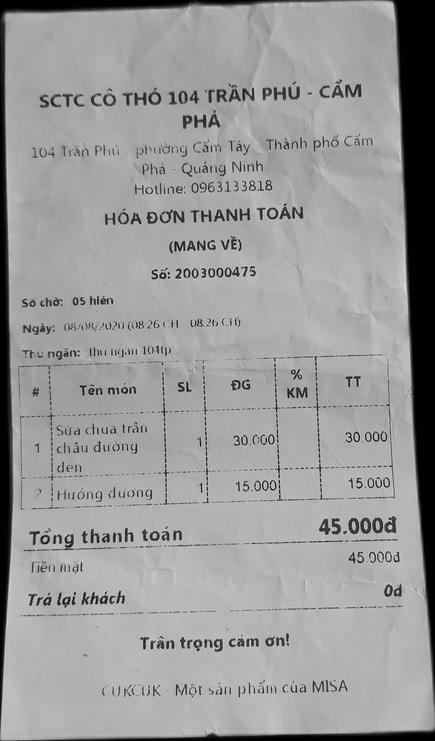 SCTC CÔ THỎ 104 TRẦN PHÚ - CẨM
PHẢ
104 Trần Phú phường Cẩm Tây Thành phố Cẩm
Phả - Quảng Ninh
Hotline: 0963133818
HÓA ĐƠN THANH TOÁN
(MANG VỀ)
Số: 2003000475
Số chờ: 05 hiên
Ngày: 08/08/2020 (08:26 CH - 08:26 CH)
Thu ngân: thu ngân 104tp
# Tên món SL ĐG % KM TT
1 Sữa chua trân 1 30.000 30.000
châu đường
đen
2 Hướng dương 1 15.000 15.000
Tổng thanh toán 45.000đ
Tiền mặt 45.000đ
Trả lại khách 0đ
Trân trọng cảm ơn!
CUKCUK - Một sản phẩm của MISA